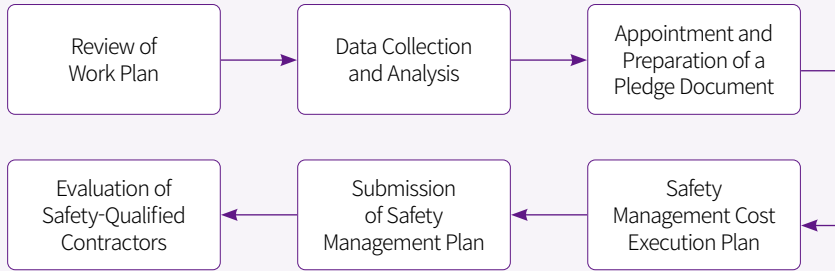 Review of
Work Plan
Data Collection
and Analysis
Appointment and
Preparation of a
Pledge Document
Safety
Management Cost
Execution Plan
Submission
of Safety
Management Plan
Evaluation of
Safety-Qualified
Contractors